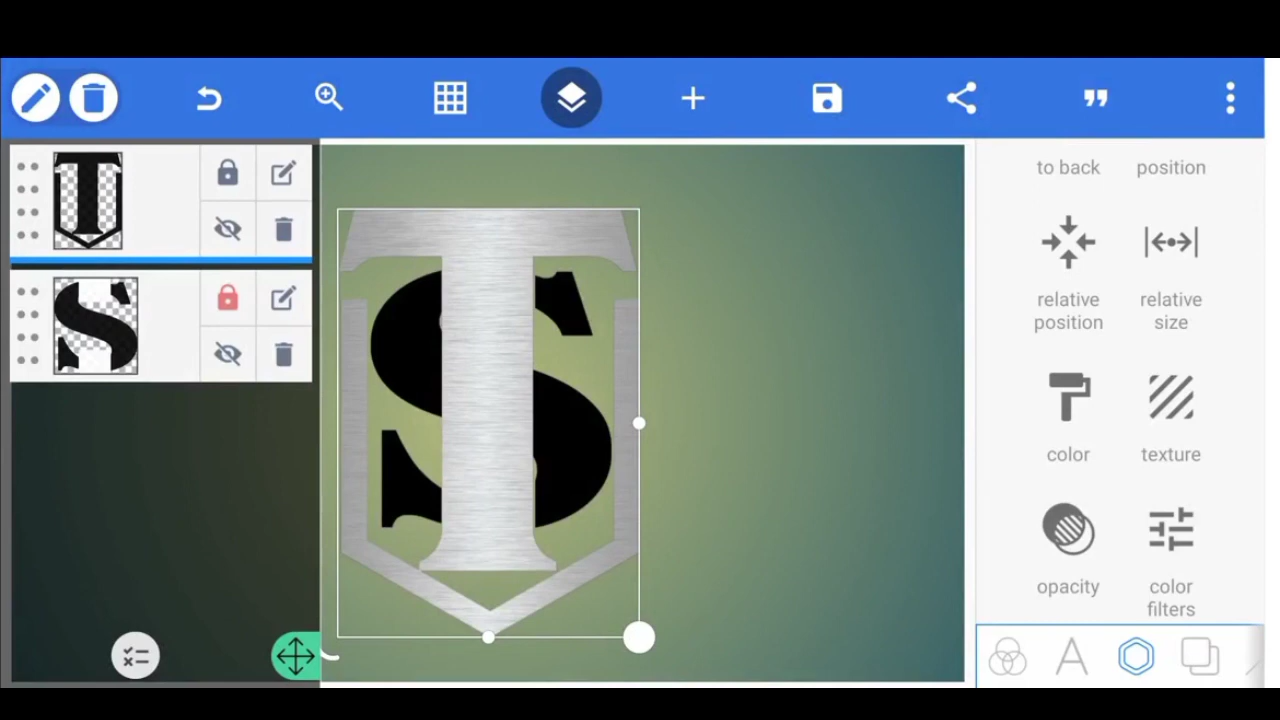 to back
position
relative
position
relative
size
color
texture
opacity
color
filters
T
S